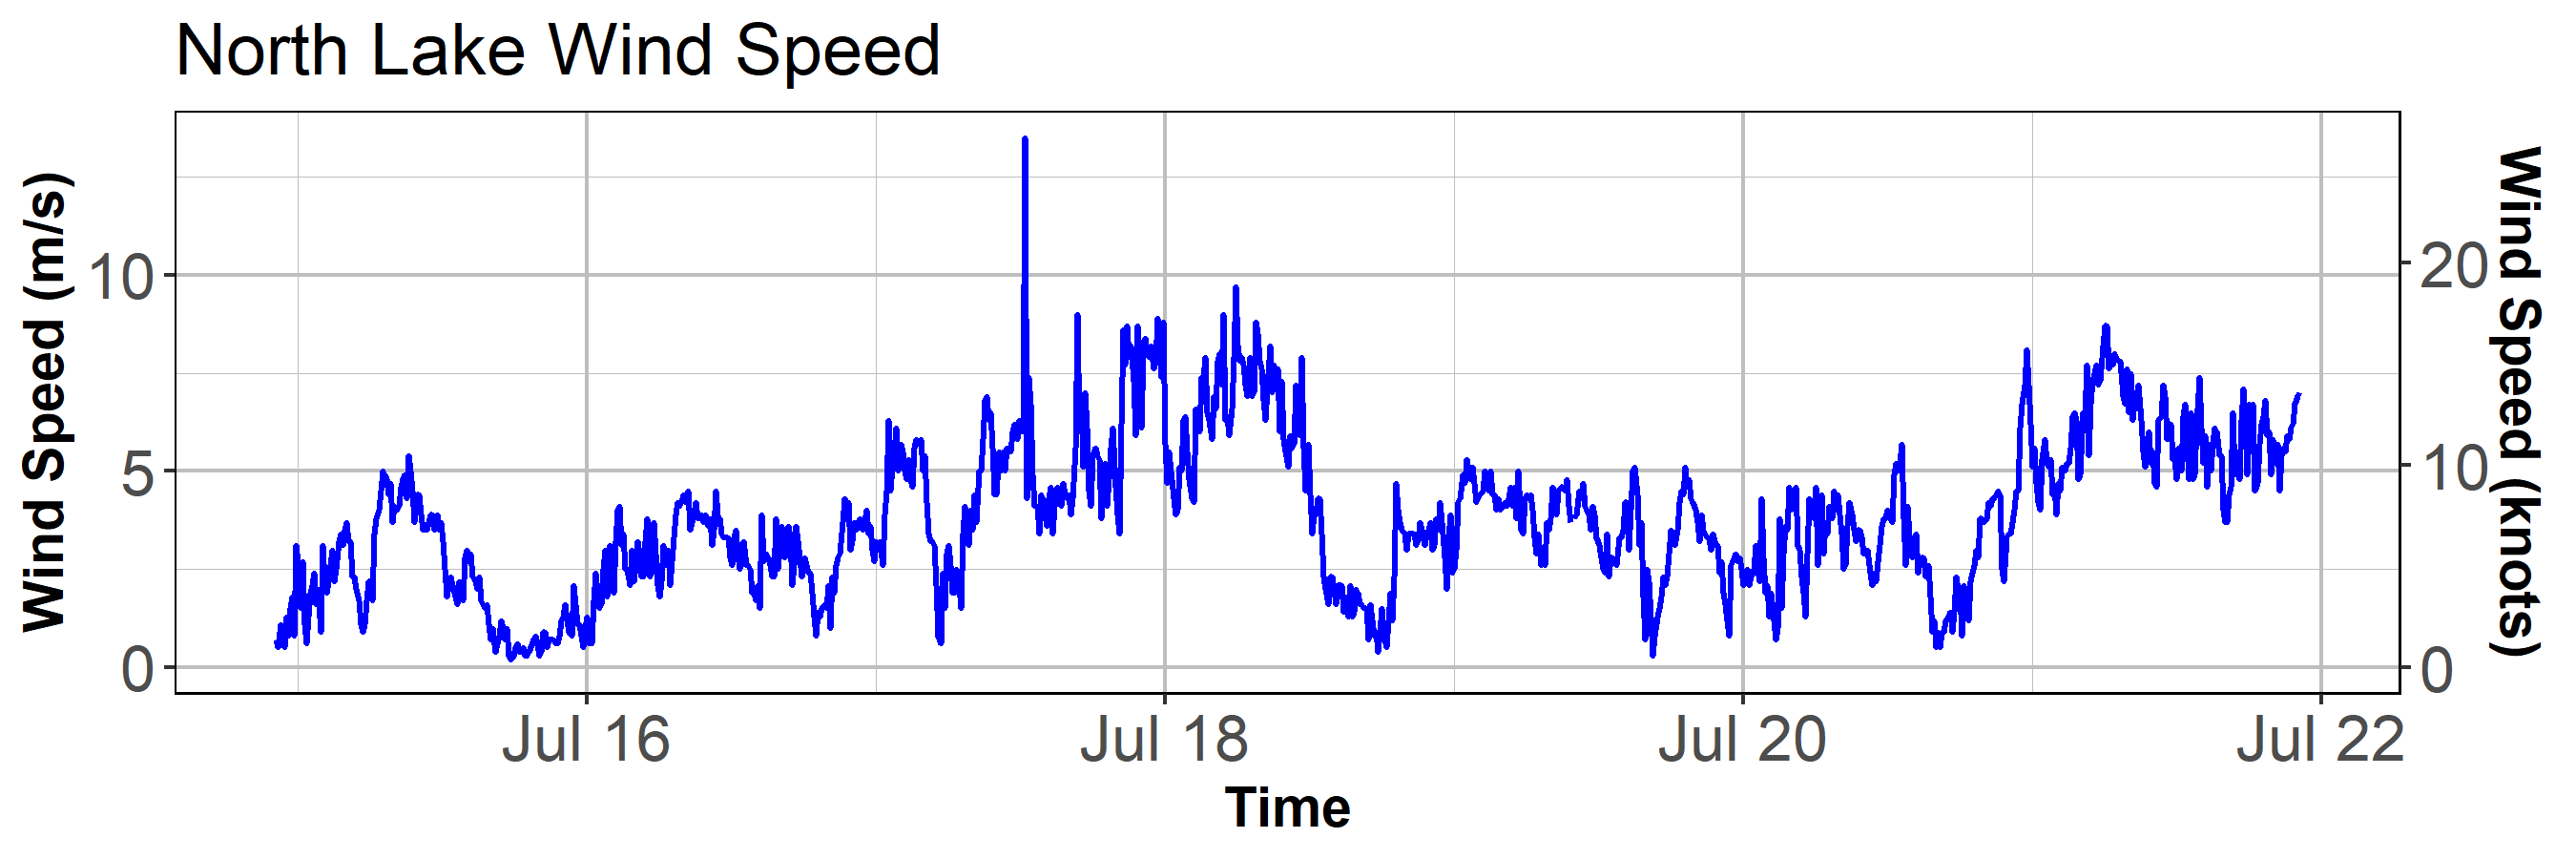 North Lake Wind Speed
Wind Speed (m/s)
10
5
0
20
10
0
Wind Speed (knots)
Jul 16
Jul 18
Jul 20
Jul 22
Time